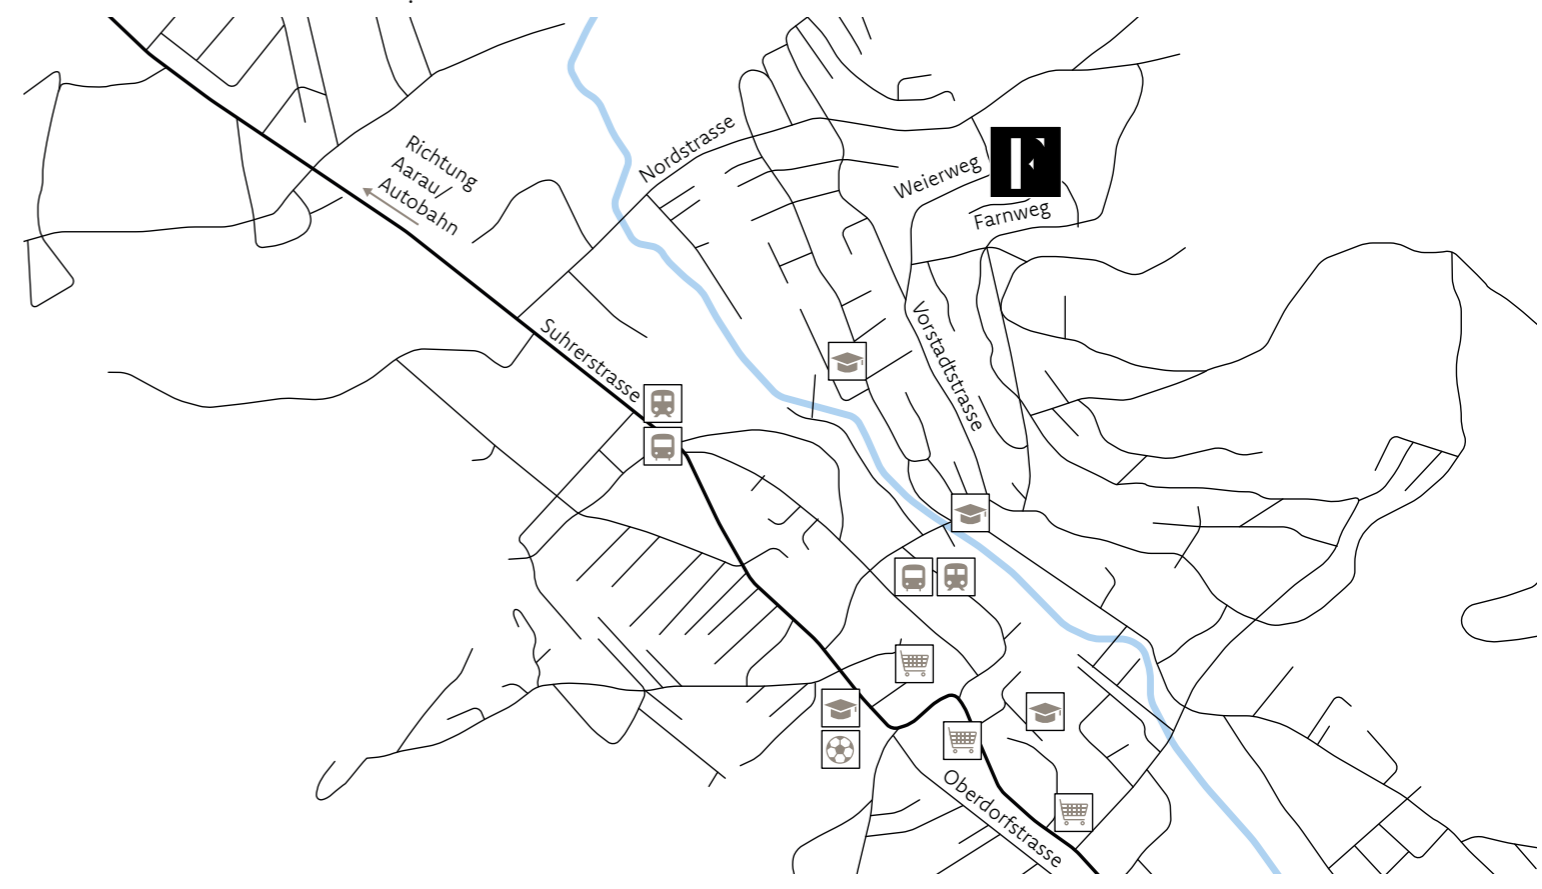 Nordstrasse
Richtung
Aarau/
Autobahn
Weierweg
F
Farnweg
Suhrerstrasse
Vorstadtstrasse
Oberdorfstrasse